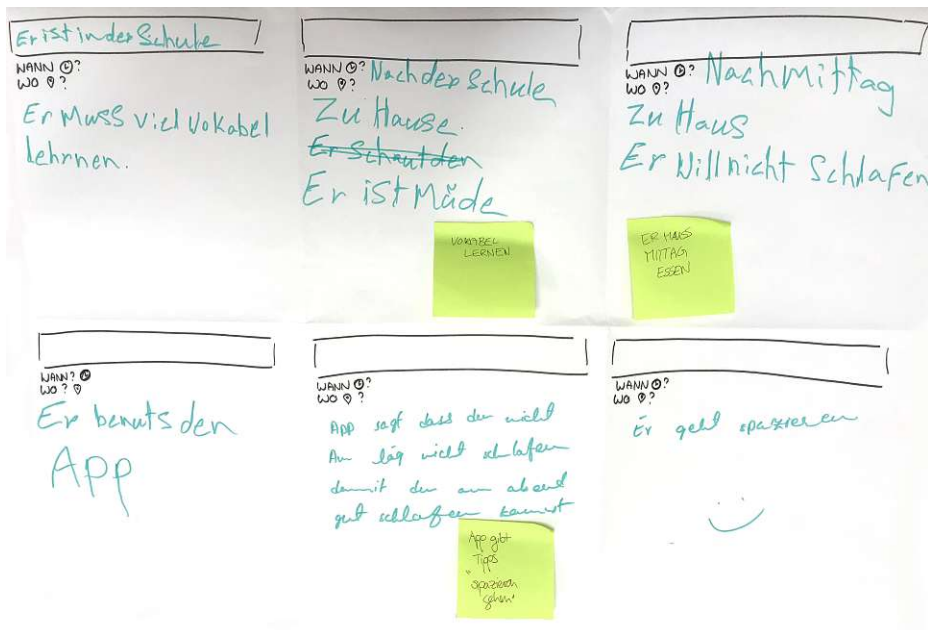 Er ist in der Schule
WANN ?
WO ?
Er Muss viel Vokabel
lehrnen.
WANN ?
WO ?
Nach der Schule
Zu Hause.
Er Schaut den
Er ist Müde
VOKABEL
LERNEN
WANN ?
WO ?
Nachmittag
Zu Haus
Er Will nicht Schlafen
ER MUSS
MITTAG
ESSEN
WANN?
WO?
Er benuts den
App
WANN ?
WO ?
App sagt dass du nicht
Am Tag nicht schlafen
damit du am abend
gut schlafen kannst
App gibt
Tipps
"spazieren
gehen"
WANN ?
WO ?
Er geht spazieren